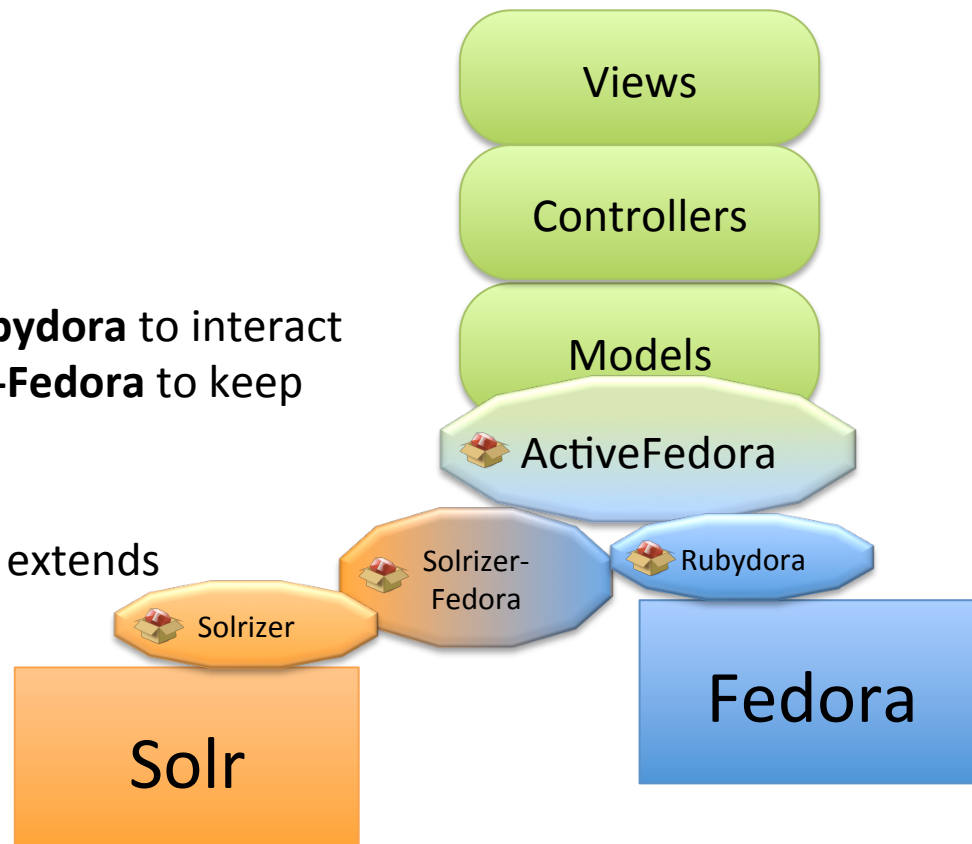 Views
Controllers
bydora to interact
-Fedora to keep
Models
ActiveFedora
extends
Solrizer-
Fedora
Rubydora
Solrizer
Fedora
Solr